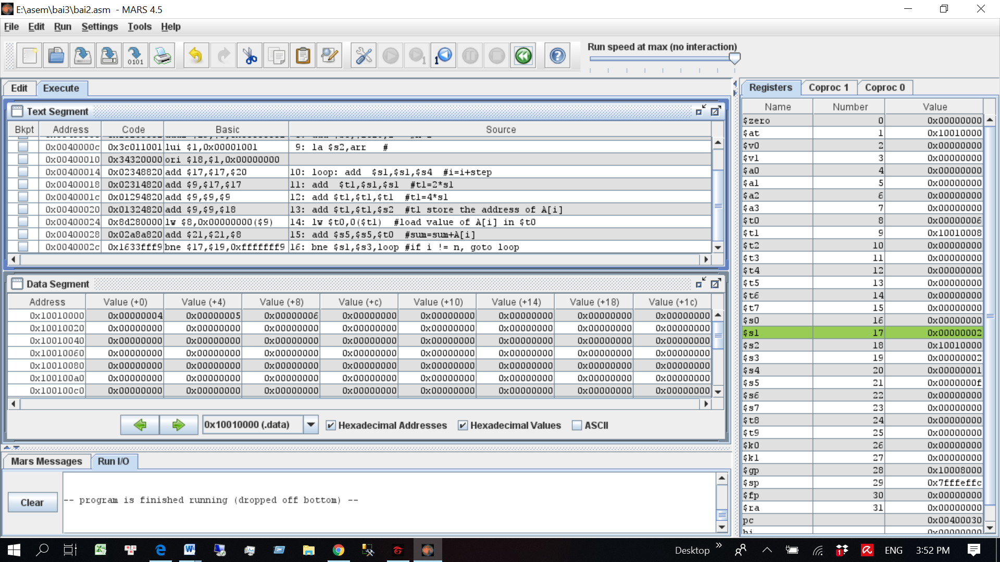 E:\asem\bai3\bai2.asm - MARS 4.5
File Edit Run Settings Tools Help
Run speed at max (no interaction)
Edit Execute
Text Segment
Bkpt Address Code Basic Source
0x0040000c 0x3c011001 lui $1,0x00001001 9: la $s2,arr #
0x00400010 0x34320000 ori $18,$1,0x00000000
0x00400014 0x02348820 add $17,$17,$20 10: loop: add $s1,$s1,$s4 #i=i+step
0x00400018 0x02314820 add $9,$17,$17 11: add $t1,$s1,$s1 #t1=2*s1
0x0040001c 0x01294820 add $9,$9,$9 12: add $t1,$t1,$t1 #t1=4*s1
0x00400020 0x01324820 add $9,$9,$18 13: add $t1,$t1,$s2 #t1 store the address of A[i]
0x00400024 0x8d280000 lw $8,0x00000000($9) 14: lw $t0,0($t1) #load value of A[i] in $t0
0x00400028 0x02a8a820 add $21,$21,$8 15: add $s5,$s5,$t0 #sum=sum+A[i]
0x0040002c 0x1633fff9 bne $17,$19,0xfffffff9 16: bne $s1,$s3,loop #if i != n, goto loop
Data Segment
Address Value (+0) Value (+4) Value (+8) Value (+c) Value (+10) Value (+14) Value (+18) Value (+1c)
0x10010000 0x00000004 0x00000005 0x00000006 0x00000000 0x00000000 0x00000000 0x00000000 0x00000000
0x10010020 0x00000000 0x00000000 0x00000000 0x00000000 0x00000000 0x00000000 0x00000000 0x00000000
0x10010040 0x00000000 0x00000000 0x00000000 0x00000000 0x00000000 0x00000000 0x00000000 0x00000000
0x10010060 0x00000000 0x00000000 0x00000000 0x00000000 0x00000000 0x00000000 0x00000000 0x00000000
0x10010080 0x00000000 0x00000000 0x00000000 0x00000000 0x00000000 0x00000000 0x00000000 0x00000000
0x100100a0 0x00000000 0x00000000 0x00000000 0x00000000 0x00000000 0x00000000 0x00000000 0x00000000
0x100100c0 0x00000000 0x00000000 0x00000000 0x00000000 0x00000000 0x00000000 0x00000000 0x00000000
0x10010000 (.data) Hexadecimal Addresses Hexadecimal Values ASCII
Mars Messages Run I/O
Clear
-- program is finished running (dropped off bottom) --
Registers Coproc 1 Coproc 0
Name Number Value
$zero 0 0x00000000
$at 1 0x10010000
$v0 2 0x00000000
$v1 3 0x00000000
$a0 4 0x00000000
$a1 5 0x00000000
$a2 6 0x00000000
$a3 7 0x00000000
$t0 8 0x00000006
$t1 9 0x10010008
$t2 10 0x00000000
$t3 11 0x00000000
$t4 12 0x00000000
$t5 13 0x00000000
$t6 14 0x00000000
$t7 15 0x00000000
$s0 16 0x00000000
$s1 17 0x00000002
$s2 18 0x10010000
$s3 19 0x00000002
$s4 20 0x00000001
$s5 21 0x0000000f
$s6 22 0x00000000
$s7 23 0x00000000
$t8 24 0x00000000
$t9 25 0x00000000
$k0 26 0x00000000
$k1 27 0x00000000
$gp 28 0x10008000
$sp 29 0x7fffeffc
$fp 30 0x00000000
$ra 31 0x00000000
pc 0x00400030
hi 0x00000000
Desktop ENG 3:52 PM